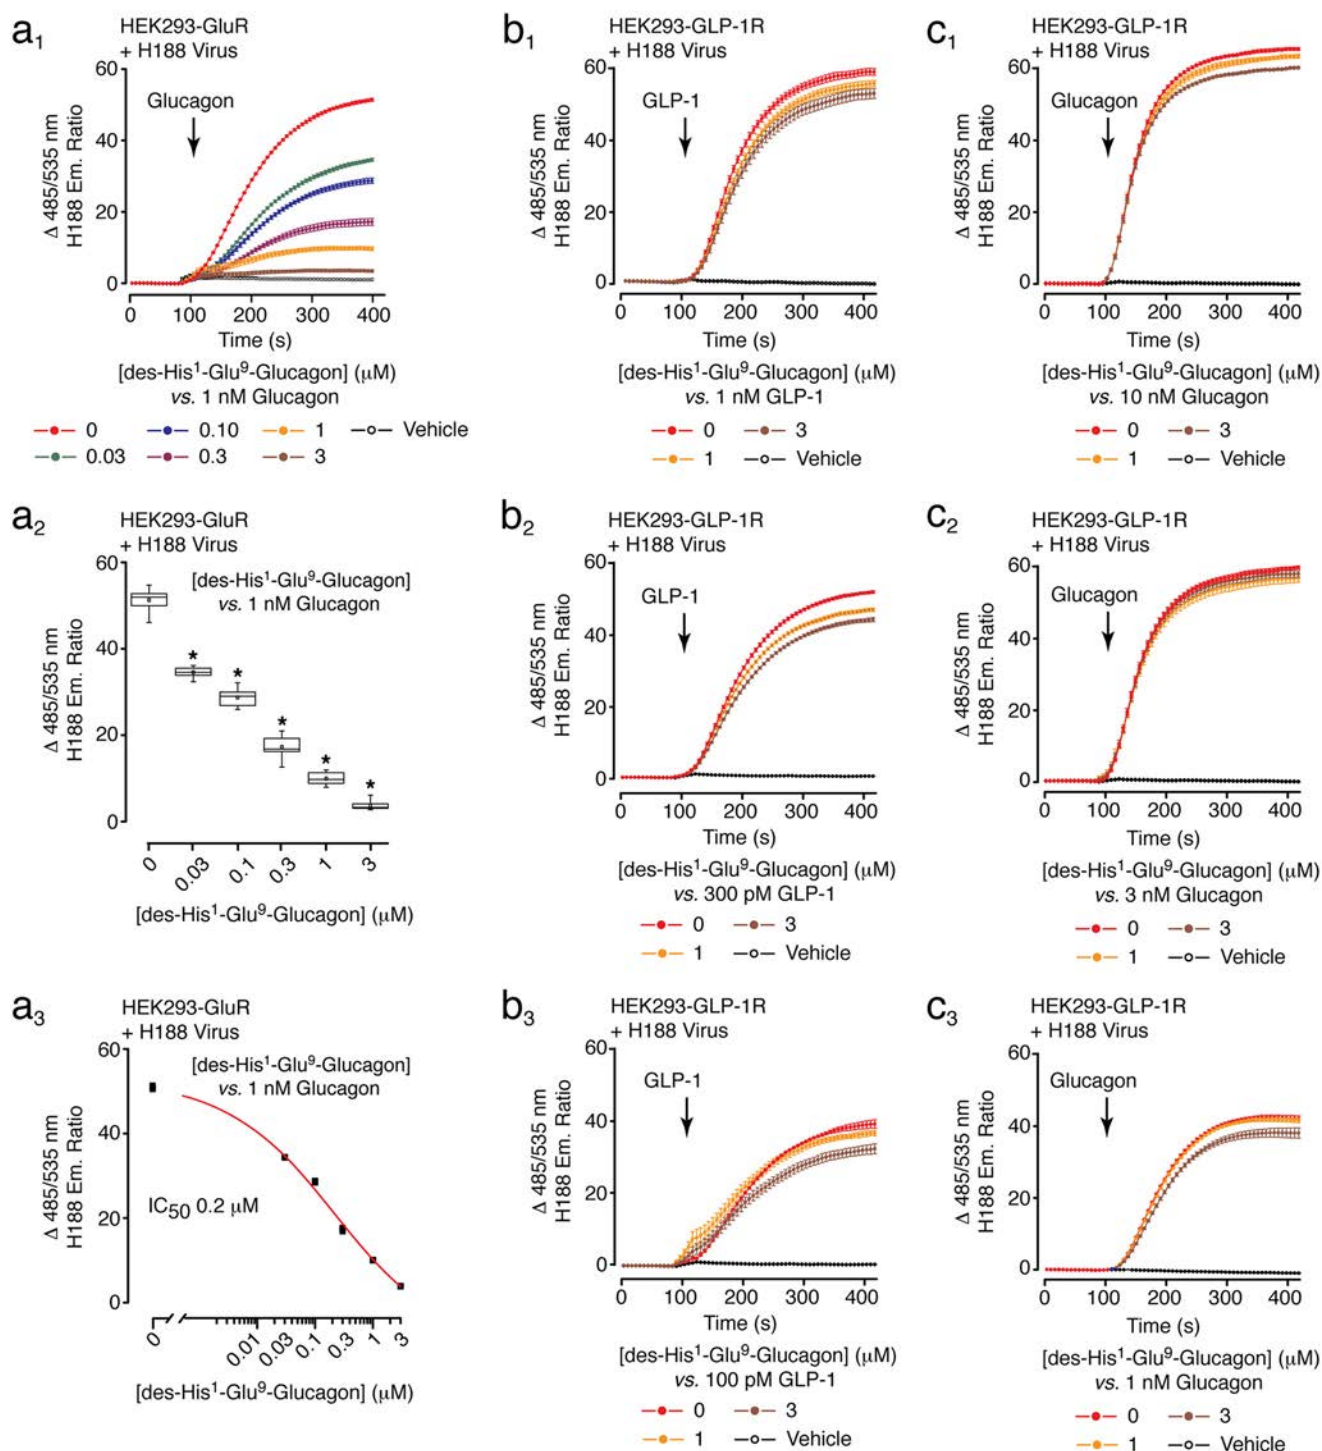 a1
HEK293-GluR
+ H188 Virus
60
40
20
0
Δ 485/535 nm
H188 Em. Ratio
Glucagon
0 100 200 300 400
Time (s)
[des-His1-Glu9-Glucagon] (μM)
vs. 1 nM Glucagon
0 0.10 1 Vehicle
0.03 0.3 3
b1
HEK293-GLP-1R
+ H188 Virus
60
40
20
0
Δ 485/535 nm
H188 Em. Ratio
GLP-1
0 100 200 300 400
Time (s)
[des-His1-Glu9-Glucagon] (μM)
vs. 1 nM GLP-1
0 3
1 Vehicle
c1
HEK293-GLP-1R
+ H188 Virus
60
40
20
0
Δ 485/535 nm
H188 Em. Ratio
Glucagon
0 100 200 300 400
Time (s)
[des-His1-Glu9-Glucagon] (μM)
vs. 10 nM Glucagon
0 3
1 Vehicle
a2
HEK293-GluR
+ H188 Virus
60
40
20
0
Δ 485/535 nm
H188 Em. Ratio
[des-His1-Glu9-Glucagon]
vs. 1 nM Glucagon
* * * * *
0 0.03 0.1 0.3 1 3
[des-His1-Glu9-Glucagon] (μM)
b2
HEK293-GLP-1R
+ H188 Virus
60
40
20
0
Δ 485/535 nm
H188 Em. Ratio
GLP-1
0 100 200 300 400
Time (s)
[des-His1-Glu9-Glucagon] (μM)
vs. 300 pM GLP-1
0 3
1 Vehicle
c2
HEK293-GLP-1R
+ H188 Virus
60
40
20
0
Δ 485/535 nm
H188 Em. Ratio
Glucagon
0 100 200 300 400
Time (s)
[des-His1-Glu9-Glucagon] (μM)
vs. 3 nM Glucagon
0 3
1 Vehicle
a3
HEK293-GluR
+ H188 Virus
60
40
20
0
Δ 485/535 nm
H188 Em. Ratio
[des-His1-Glu9-Glucagon]
vs. 1 nM Glucagon
IC50 0.2 μM
0 0.01 0.03 0.1 0.3 1 3
[des-His1-Glu9-Glucagon] (μM)
b3
HEK293-GLP-1R
+ H188 Virus
60
40
20
0
Δ 485/535 nm
H188 Em. Ratio
GLP-1
0 100 200 300 400
Time (s)
[des-His1-Glu9-Glucagon] (μM)
vs. 100 pM GLP-1
0 3
1 Vehicle
c3
HEK293-GLP-1R
+ H188 Virus
60
40
20
0
Δ 485/535 nm
H188 Em. Ratio
Glucagon
0 100 200 300 400
Time (s)
[des-His1-Glu9-Glucagon] (μM)
vs. 1 nM Glucagon
0 3
1 Vehicle